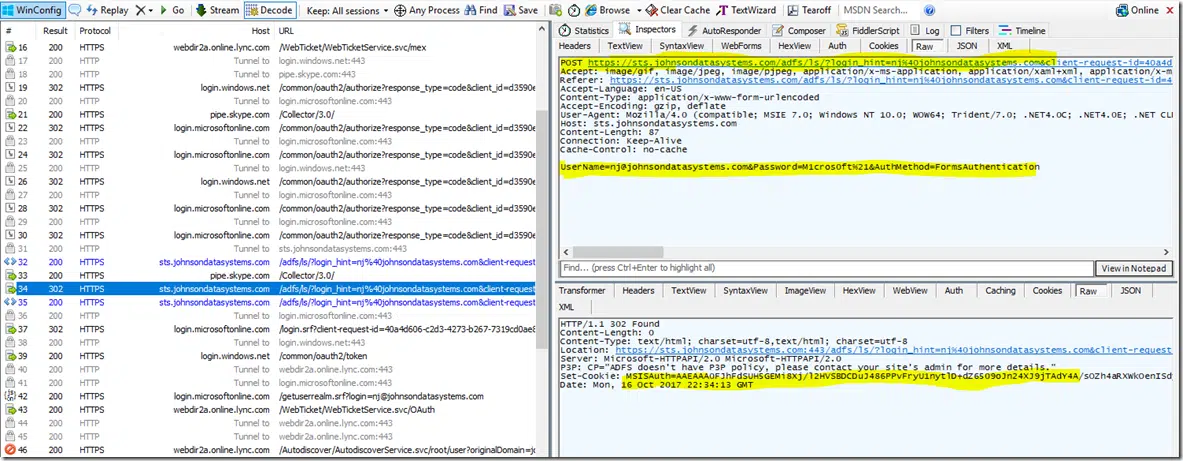 WinConfig Replay Go Stream Decode Keep: All sessions Any Process Find Save Browse Clear Cache TextWizard Tearoff MSDN Search... Online
# Result Protocol Host URL
16 200 HTTPS webdir2a.online.lync.com /WebTicket/WebTicketService.svc/mex
17 200 HTTP Tunnel to login.windows.net:443
18 200 HTTP Tunnel to pipe.skype.com:443
19 302 HTTPS login.windows.net /common/oauth2/authorize?response_type=code&client_id=d3590e
20 200 HTTP Tunnel to login.microsoftonline.com:443
21 200 HTTPS pipe.skype.com /Collector/3.0/
22 302 HTTPS login.microsoftonline.com /common/oauth2/authorize?response_type=code&client_id=d3590e
23 200 HTTP Tunnel to login.microsoftonline.com:443
24 302 HTTPS login.microsoftonline.com /common/oauth2/authorize?response_type=code&client_id=d3590e
25 200 HTTP Tunnel to login.windows.net:443
26 302 HTTPS login.windows.net /common/oauth2/authorize?response_type=code&client_id=d3590e
27 200 HTTP Tunnel to login.microsoftonline.com:443
28 302 HTTPS login.microsoftonline.com /common/oauth2/authorize?response_type=code&client_id=d3590e
29 200 HTTP Tunnel to login.microsoftonline.com:443
30 302 HTTPS login.microsoftonline.com /common/oauth2/authorize?response_type=code&client_id=d3590e
31 200 HTTP Tunnel to sts.johnsondatasystems.com:443
32 200 HTTPS sts.johnsondatasystems.com /adfs/ls/?login_hint=nj%40johnsondatasystems.com&client-reques
33 200 HTTPS pipe.skype.com /Collector/3.0/
34 302 HTTPS sts.johnsondatasystems.com /adfs/ls/?login_hint=nj%40johnsondatasystems.com&client-reques
35 200 HTTPS sts.johnsondatasystems.com /adfs/ls/?login_hint=nj%40johnsondatasystems.com&client-reques
36 200 HTTP Tunnel to login.microsoftonline.com:443
37 302 HTTPS login.microsoftonline.com /login.srf?client-request-id=40a4d606-c2d3-4273-b267-7319cd0ae8
38 200 HTTP Tunnel to login.windows.net:443
39 200 HTTPS login.windows.net /common/oauth2/token
40 200 HTTP Tunnel to login.microsoftonline.com:443
41 200 HTTP Tunnel to login.microsoftonline.com:443
42 200 HTTPS login.microsoftonline.com /getuserrealm.srf?login=nj@johnsondatasystems.com
43 200 HTTPS webdir2a.online.lync.com /WebTicket/WebTicketService.svc/OAuth
44 200 HTTP Tunnel to webdir2a.online.lync.com:443
45 200 HTTP Tunnel to webdir2a.online.lync.com:443
46 200 HTTPS webdir2a.online.lync.com /Autodiscover/AutodiscoverService.svc/root/user?originalDomain=jo
Statistics Inspectors AutoResponder Composer FiddlerScript Log Filters Timeline
Headers TextView SyntaxView WebForms HexView Auth Cookies Raw JSON XML
POST https://sts.johnsondatasystems.com/adfs/ls/?login_hint=nj%40johnsondatasystems.com&client-request-id=40a4d
Accept: image/gif, image/jpeg, image/pjpeg, application/x-ms-application, application/xaml+xml, application/x-m
Referer: https://sts.johnsondatasystems.com/adfs/ls/?login_hint=nj%40johnsondatasystems.com&client-request-id=4
Accept-Language: en-US
Content-Type: application/x-www-form-urlencoded
Accept-Encoding: gzip, deflate
User-Agent: Mozilla/4.0 (compatible; MSIE 7.0; Windows NT 10.0; WOW64; Trident/7.0; .NET4.0C; .NET4.0E; .NET CL
Host: sts.johnsondatasystems.com
Content-Length: 87
Connection: Keep-Alive
Cache-Control: no-cache
UserName=nj@johnsondatasystems.com&Password=Microsoft%21&AuthMethod=FormsAuthentication
Find... (press Ctrl+Enter to highlight all) View in Notepad
Transformer Headers TextView SyntaxView ImageView HexView WebView Auth Caching Cookies Raw JSON
XML
HTTP/1.1 302 Found
Content-Length: 0
Content-Type: text/html; charset=utf-8,text/html; charset=utf-8
Location: https://sts.johnsondatasystems.com:443/adfs/ls/?login_hint=nj%40johnsondatasystems.com&client-request
Server: Microsoft-HTTPAPI/2.0 Microsoft-HTTPAPI/2.0
P3P: CP="ADFS doesn't have P3P policy, please contact your site's admin for more details."
Set-Cookie:
Date: Mon, 16 Oct 2017 22:34:13 GMT